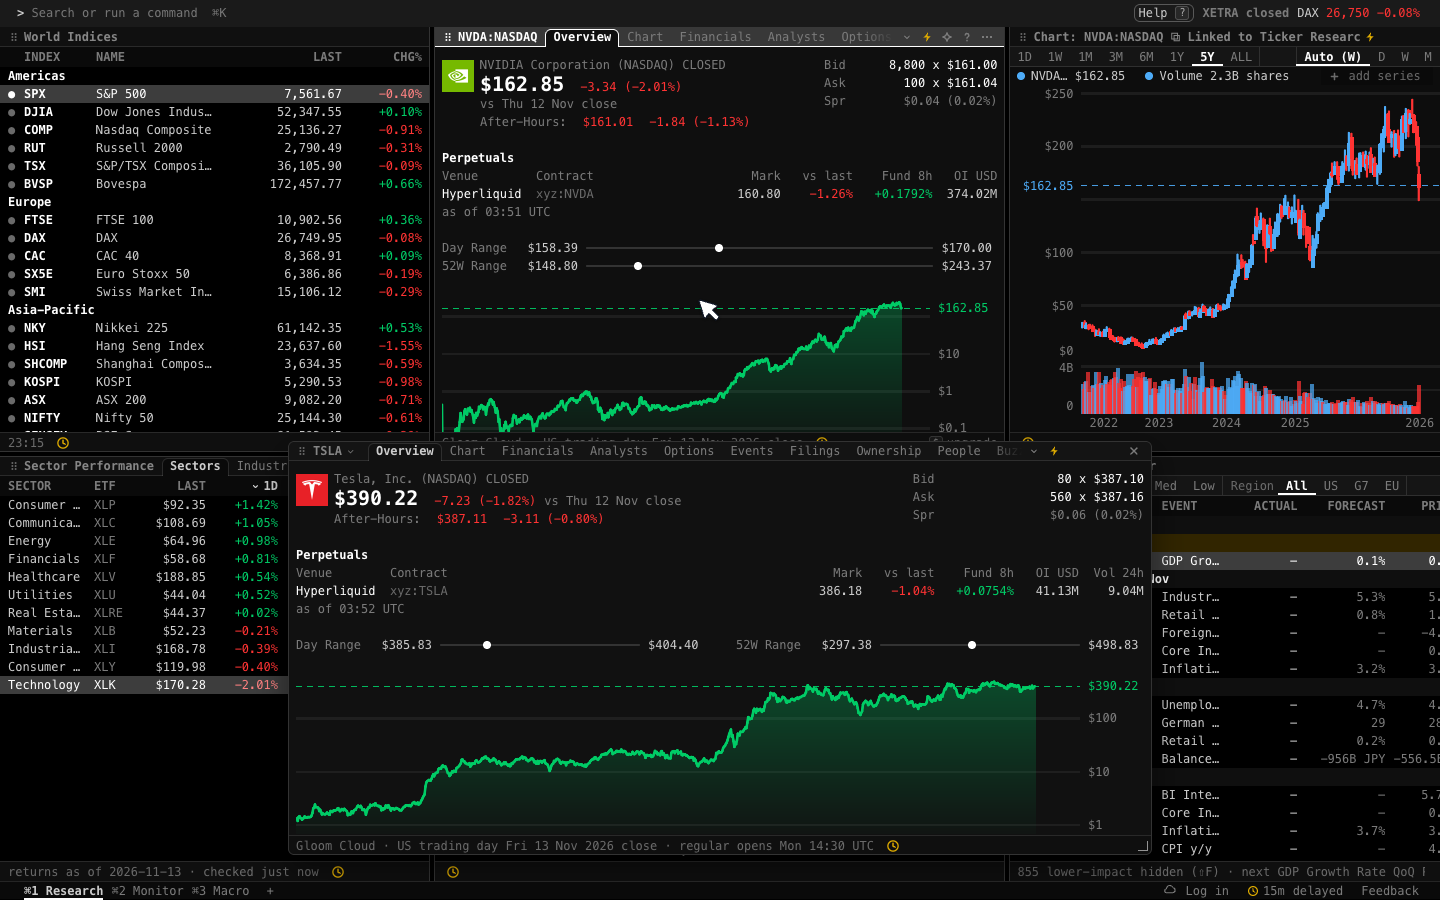 > Search or run a command ⌘K
Help ? XETRA closed DAX 26,750 −0.08%
World Indices
INDEX NAME LAST CHG%
Americas
SPX S&P 500 7,561.67 −0.40%
DJIA Dow Jones Indus… 52,347.55 +0.10%
COMP Nasdaq Composite 25,136.27 −0.91%
RUT Russell 2000 2,790.49 −0.31%
TSX S&P/TSX Composi… 36,105.90 −0.09%
BVSP Bovespa 172,457.77 +0.66%
Europe
FTSE FTSE 100 10,902.56 +0.36%
DAX DAX 26,749.95 −0.08%
CAC CAC 40 8,368.91 +0.09%
SX5E Euro Stoxx 50 6,386.86 −0.19%
SMI Swiss Market In… 15,106.12 −0.29%
Asia−Pacific
NKY Nikkei 225 61,142.35 +0.53%
HSI Hang Seng Index 23,637.60 −1.55%
SHCOMP Shanghai Compos… 3,634.35 −0.59%
KOSPI KOSPI 5,290.53 −0.98%
ASX ASX 200 9,082.20 −0.71%
NIFTY Nifty 50 25,144.30 −0.61%
23:15
NVDA:NASDAQ Overview Chart Financials Analysts Options ?
NVIDIA Corporation (NASDAQ) CLOSED
$162.85 −3.34 (−2.01%)
vs Thu 12 Nov close
After−Hours: $161.01 −1.84 (−1.13%)
Bid 8,800 x $161.00
Ask 100 x $161.04
Spr $0.04 (0.02%)
Perpetuals
Venue Contract Mark vs last Fund 8h OI USD
Hyperliquid xyz:NVDA 160.80 −1.26% +0.1792% 374.02M
as of 03:51 UTC
Day Range $158.39 $170.00
52W Range $148.80 $243.37
$162.85
$10
$1
$0.1
Chart: NVDA:NASDAQ Linked to Ticker Researc
1D 1W 1M 3M 6M 1Y 5Y ALL Auto (W) D W M
NVDA… $162.85 Volume 2.3B shares + add series
$250
$200
$162.85
$100
$50
$0
4B
0
2022 2023 2024 2025 2026
Sector Performance Sectors Industr
SECTOR ETF LAST 1D
Consumer … XLP $92.35 +1.42%
Communica… XLC $108.69 +1.05%
Energy XLE $64.96 +0.98%
Financials XLF $58.68 +0.81%
Healthcare XLV $188.85 +0.54%
Utilities XLU $44.04 +0.52%
Real Esta… XLRE $44.37 +0.02%
Materials XLB $52.23 −0.21%
Industria… XLI $168.78 −0.39%
Consumer … XLY $119.98 −0.40%
Technology XLK $170.28 −2.01%
returns as of 2026−11−13 · checked just now
TSLA Overview Chart Financials Analysts Options Events Filings Ownership People Buz
Tesla, Inc. (NASDAQ) CLOSED
$390.22 −7.23 (−1.82%) vs Thu 12 Nov close
After−Hours: $387.11 −3.11 (−0.80%)
Bid 80 x $387.10
Ask 560 x $387.16
Spr $0.06 (0.02%)
Perpetuals
Venue Contract Mark vs last Fund 8h OI USD Vol 24h
Hyperliquid xyz:TSLA 386.18 −1.04% +0.0754% 41.13M 9.04M
as of 03:52 UTC
Day Range $385.83 $404.40 52W Range $297.38 $498.83
$390.22
$100
$10
$1
Gloom Cloud · US trading day Fri 13 Nov 2026 close · regular opens Mon 14:30 UTC
Med Low Region All US G7 EU
EVENT ACTUAL FORECAST PRI
GDP Gro… — 0.1% 0.
Nov
Industr… — 5.3% 5.
Retail … — 0.8% 1.
Foreign… — — −4.
Core In… — — 0.
Inflati… — 3.2% 3.
Unemplo… — 4.7% 4.
German … — 29 28
Retail … — 0.2% 0.
Balance… — −956B JPY −556.5B
BI Inte… — — 5.7
Core In… — — 0.
Inflati… — 3.7% 3.
CPI y/y — — 4.
855 lower−impact hidden (⇧F) · next GDP Growth Rate QoQ
⌘1 Research ⌘2 Monitor ⌘3 Macro +
Log in 15m delayed Feedback